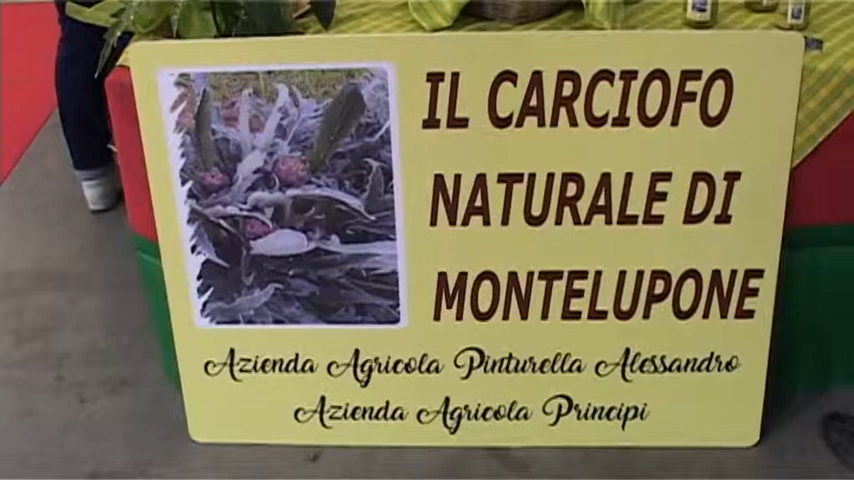 IL CARCIOFO
NATURALE DI
MONTELUPONE
Azienda Agricola Pinturella Alessandro
Azienda Agricola Principi